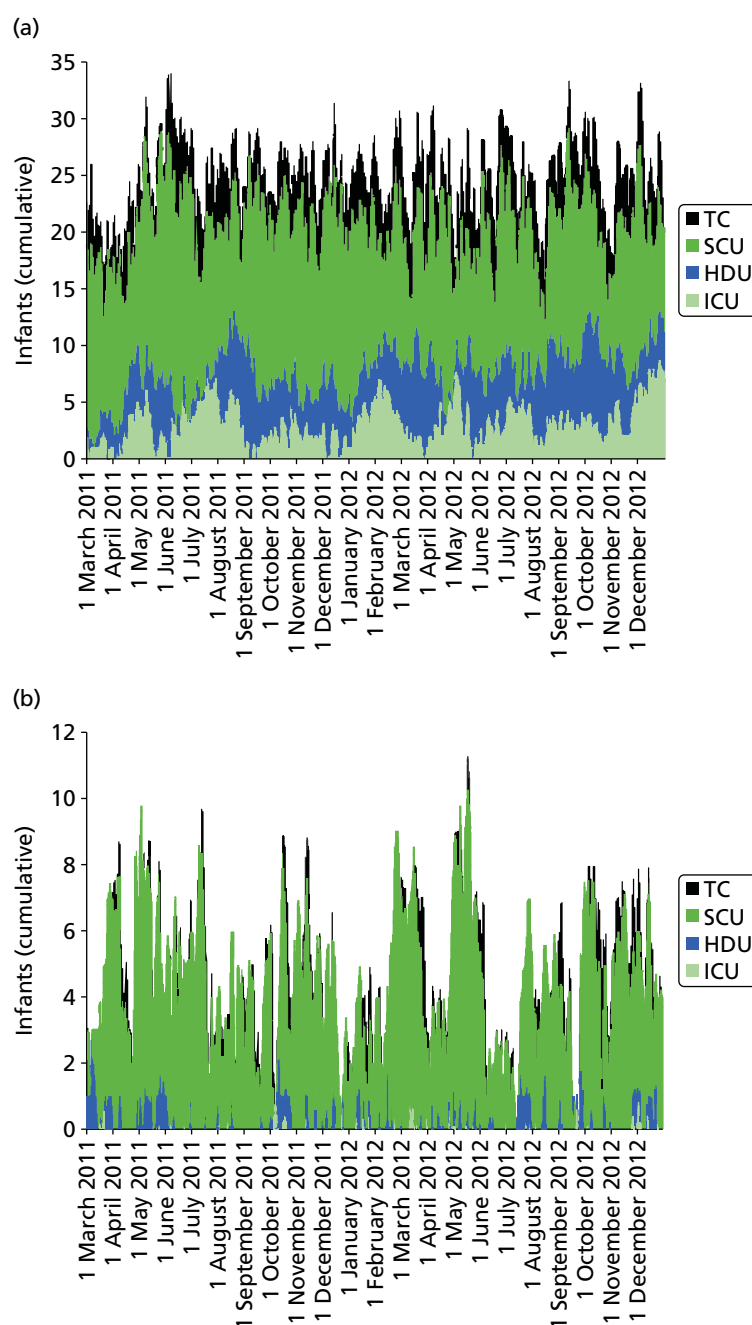 (a)
35
30
25
20
15
10
5
0
Infants (cumulative)
TC
SCU
HDU
ICU
1 March 2011
1 April 2011
1 May 2011
1 June 2011
1 July 2011
1 August 2011
1 September 2011
1 October 2011
1 November 2011
1 December 2011
1 January 2012
1 February 2012
1 March 2012
1 April 2012
1 May 2012
1 June 2012
1 July 2012
1 August 2012
1 September 2012
1 October 2012
1 November 2012
1 December 2012
(b)
12
10
8
6
4
2
0
Infants (cumulative)
TC
SCU
HDU
ICU
1 March 2011
1 April 2011
1 May 2011
1 June 2011
1 July 2011
1 August 2011
1 September 2011
1 October 2011
1 November 2011
1 December 2011
1 January 2012
1 February 2012
1 March 2012
1 April 2012
1 May 2012
1 June 2012
1 July 2012
1 August 2012
1 September 2012
1 October 2012
1 November 2012
1 December 2012